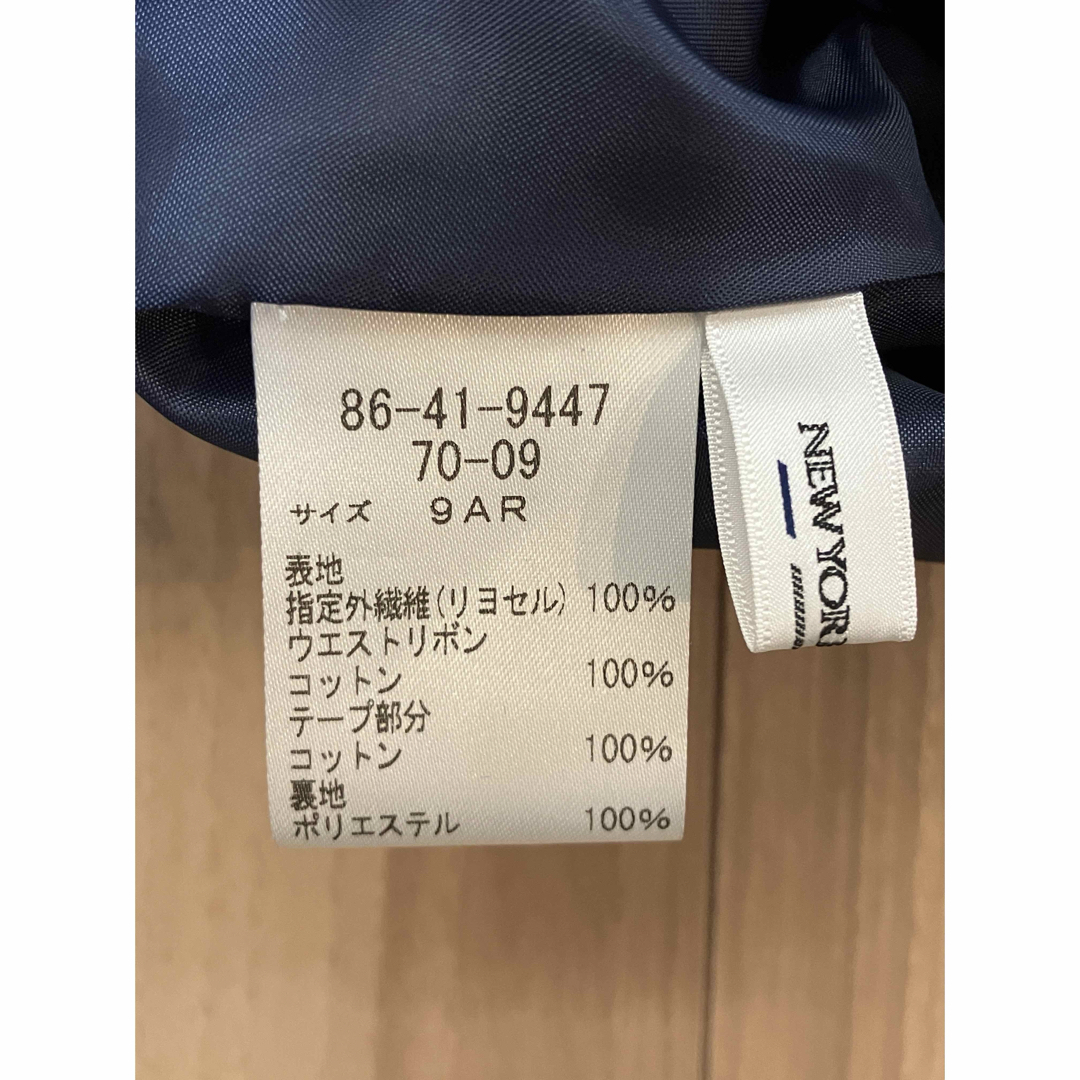 86-41-9447
70-09
サイズ 9AR
表地
指定外繊維(リヨセル) 100%
ウエストリボン
コットン 100%
テープ部分
コットン 100%
裏地
ポリエステル 100%
NEWYOR